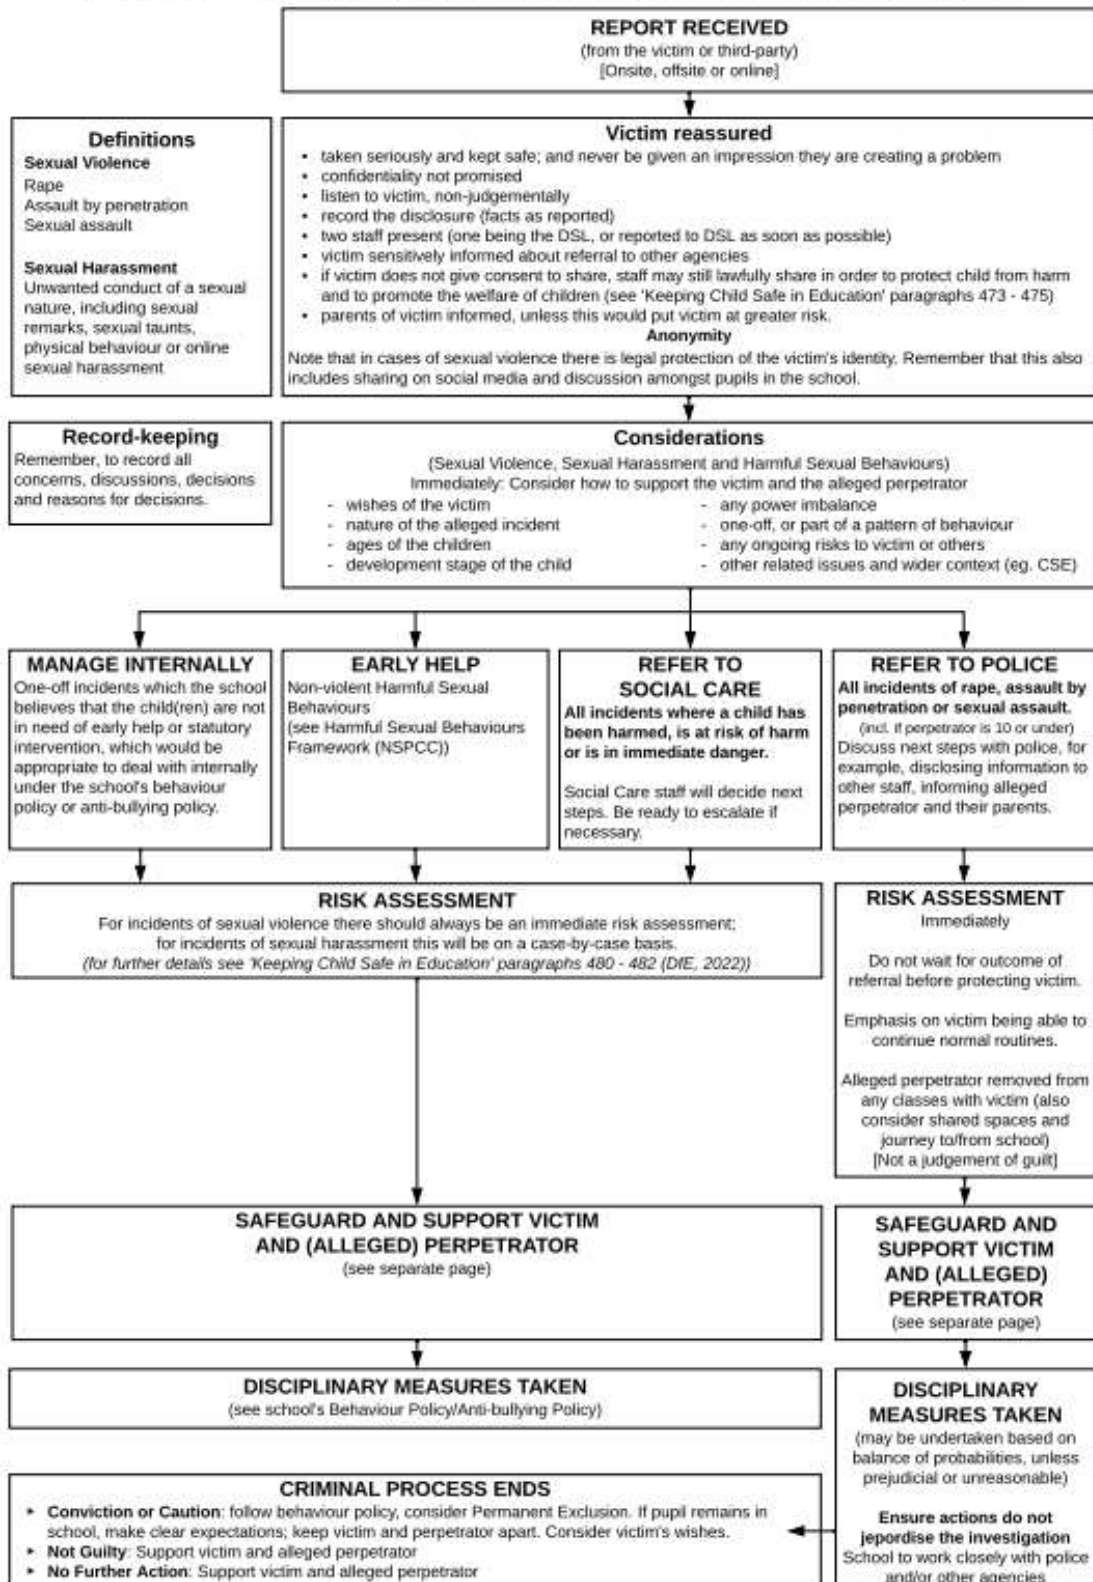 REPORT RECEIVED
(from the victim or third-party)
[Onsite, offsite or online]
Definitions
Sexual Violence
Rape
Assault by penetration
Sexual assault
Sexual Harassment
Unwanted conduct of a sexual
nature, including sexual
remarks, sexual taunts,
physical behaviour or online
sexual harassment
Victim reassured
• taken seriously and kept safe; and never be given an impression they are creating a problem
• confidentiality not promised
• listen to victim, non-judgementally
• record the disclosure (facts as reported)
• two staff present (one being the DSL, or reported to DSL as soon as possible)
• victim sensitively informed about referral to other agencies
• if victim does not give consent to share, staff may still lawfully share in order to protect child from harm
and to promote the welfare of children (see 'Keeping Child Safe in Education' paragraphs 473 - 475)
• parents of victim informed, unless this would put victim at greater risk.
Anonymity
Note that in cases of sexual violence there is legal protection of the victim's identity. Remember that this also
includes sharing on social media and discussion amongst pupils in the school.
Record-keeping
Remember, to record all
concerns, discussions, decisions
and reasons for decisions.
Considerations
(Sexual Violence, Sexual Harassment and Harmful Sexual Behaviours)
Immediately: Consider how to support the victim and the alleged perpetrator
- wishes of the victim
- nature of the alleged incident
- ages of the children
- development stage of the child
- any power imbalance
- one-off, or part of a pattern of behaviour
- any ongoing risks to victim or others
- other related issues and wider context (eg. CSE)
MANAGE INTERNALLY
One-off incidents which the school
believes that the child(ren) are not
in need of early help or statutory
intervention, which would be
appropriate to deal with internally
under the school's behaviour
policy or anti-bullying policy.
EARLY HELP
Non-violent Harmful Sexual
Behaviours
(see Harmful Sexual Behaviours
Framework (NSPCC))
REFER TO
SOCIAL CARE
All incidents where a child has
been harmed, is at risk of harm
or is in immediate danger.
Social Care staff will decide next
steps. Be ready to escalate if
necessary.
REFER TO POLICE
All incidents of rape, assault by
penetration or sexual assault.
(incl. if perpetrator is 10 or under)
Discuss next steps with police, for
example, disclosing information to
other staff, informing alleged
perpetrator and their parents.
RISK ASSESSMENT
For incidents of sexual violence there should always be an immediate risk assessment;
for incidents of sexual harassment this will be on a case-by-case basis.
(for further details see 'Keeping Child Safe in Education' paragraphs 480 - 482 (DfE, 2022))
RISK ASSESSMENT
Immediately
Do not wait for outcome of
referral before protecting victim.
Emphasis on victim being able to
continue normal routines.
Alleged perpetrator removed from
any classes with victim (also
consider shared spaces and
journey to/from school)
[Not a judgement of guilt]
SAFEGUARD AND SUPPORT VICTIM
AND (ALLEGED) PERPETRATOR
(see separate page)
SAFEGUARD AND
SUPPORT VICTIM
AND (ALLEGED)
PERPETRATOR
(see separate page)
DISCIPLINARY MEASURES TAKEN
(see school's Behaviour Policy/Anti-bullying Policy)
DISCIPLINARY
MEASURES TAKEN
(may be undertaken based on
balance of probabilities, unless
prejudicial or unreasonable)
Ensure actions do not
jepordise the investigation
School to work closely with police
and/or other agencies
CRIMINAL PROCESS ENDS
▸ Conviction or Caution: follow behaviour policy, consider Permanent Exclusion. If pupil remains in
school, make clear expectations; keep victim and perpetrator apart. Consider victim's wishes.
▸ Not Guilty: Support victim and alleged perpetrator
▸ No Further Action: Support victim and alleged perpetrator